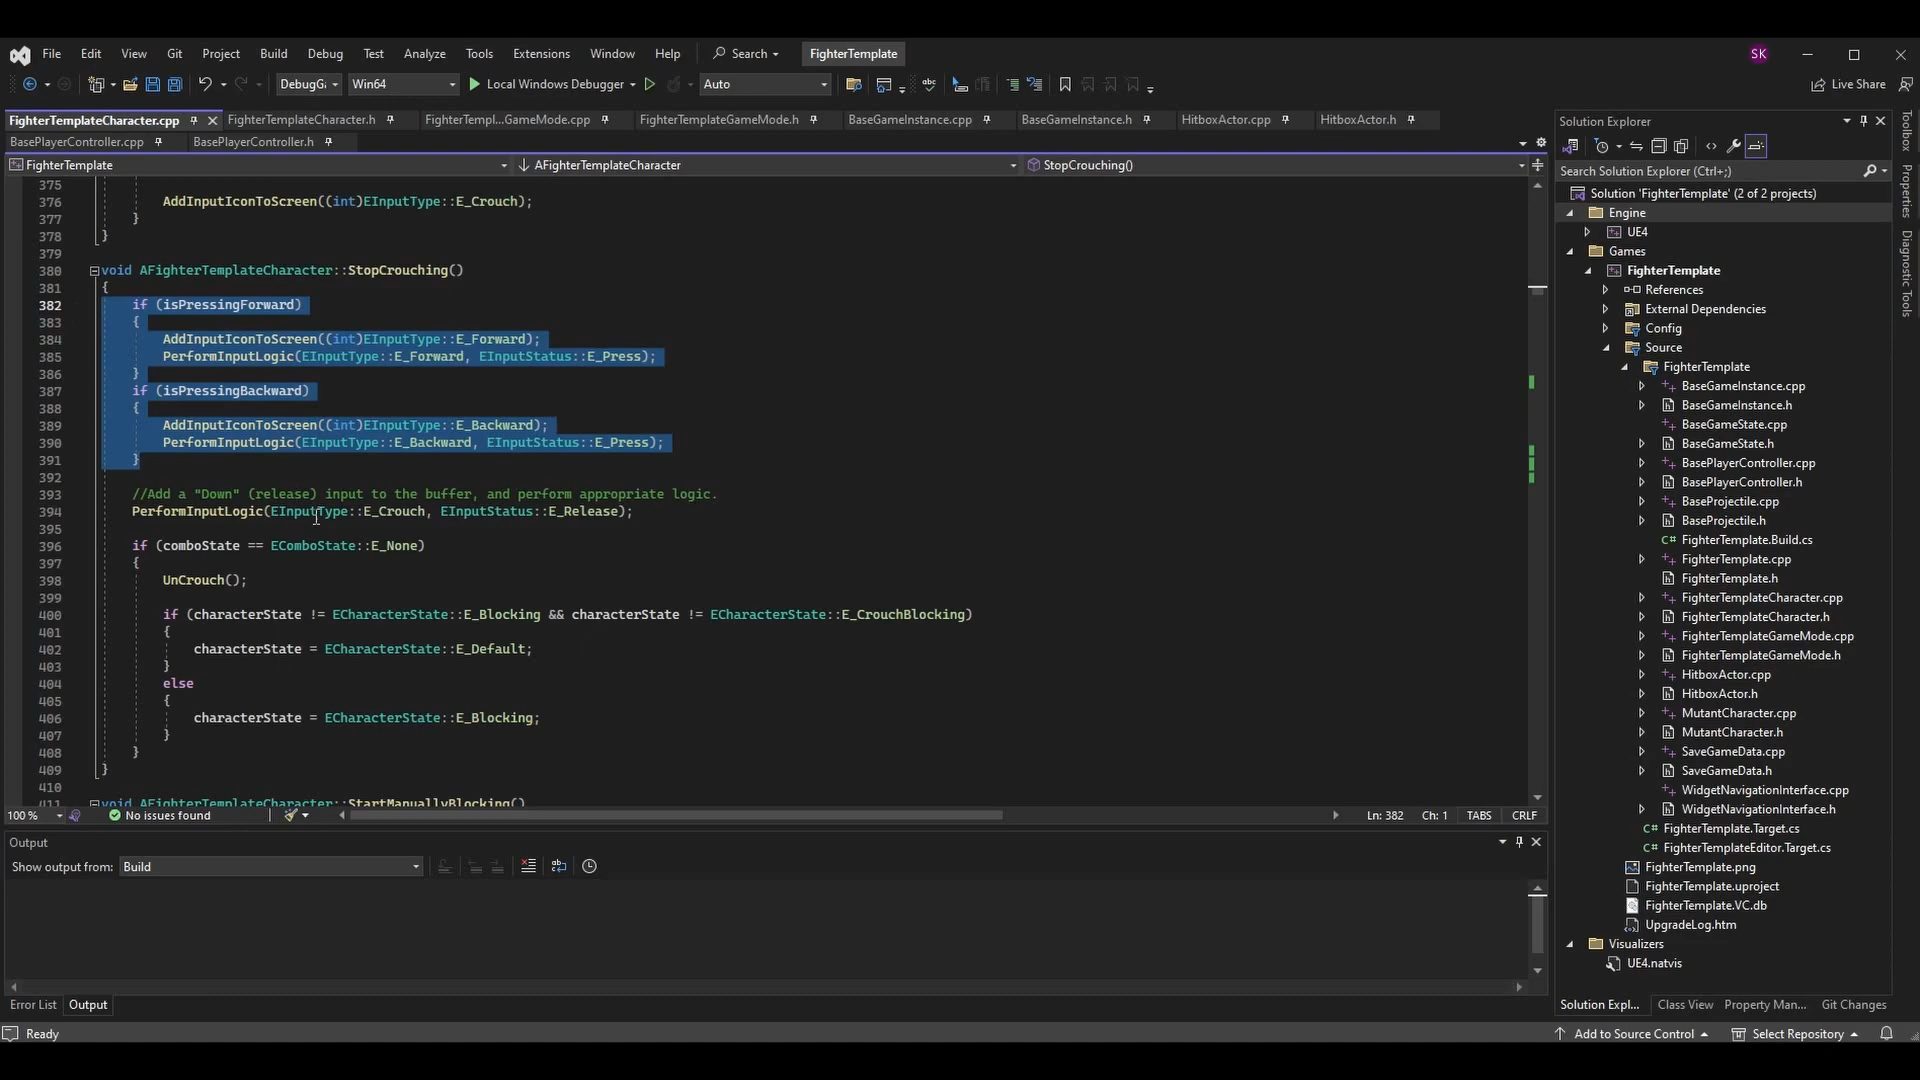 File Edit View Git Project Build Debug Test Analyze Tools Extensions Window Help Search FighterTemplate SK
DebugGa Win64 Local Windows Debugger Auto Live Share
FighterTemplateCharacter.cpp FighterTemplateCharacter.h FighterTempl...GameMode.cpp FighterTemplateGameMode.h BaseGameInstance.cpp BaseGameInstance.h HitboxActor.cpp HitboxActor.h
BasePlayerController.cpp BasePlayerController.h
FighterTemplate AFighterTemplateCharacter StopCrouching()
375
376 AddInputIconToScreen((int)EInputType::E_Crouch);
377 }
378 }
379
380 void AFighterTemplateCharacter::StopCrouching()
381 {
382 if (isPressingForward)
383 {
384 AddInputIconToScreen((int)EInputType::E_Forward);
385 PerformInputLogic(EInputType::E_Forward, EInputStatus::E_Press);
386 }
387 if (isPressingBackward)
388 {
389 AddInputIconToScreen((int)EInputType::E_Backward);
390 PerformInputLogic(EInputType::E_Backward, EInputStatus::E_Press);
391 }
392
393 //Add a "Down" (release) input to the buffer, and perform appropriate logic.
394 PerformInputLogic(EInputType::E_Crouch, EInputStatus::E_Release);
395
396 if (comboState == EComboState::E_None)
397 {
398 UnCrouch();
399
400 if (characterState != ECharacterState::E_Blocking && characterState != ECharacterState::E_CrouchBlocking)
401 {
402 characterState = ECharacterState::E_Default;
403 }
404 else
405 {
406 characterState = ECharacterState::E_Blocking;
407 }
408 }
409 }
410
411 void AFighterTemplateCharacter::StartManuallyBlocking()
100 % No issues found Ln: 382 Ch: 1 TABS CRLF
Output
Show output from: Build
Error List Output
Ready
Solution Explorer
Search Solution Explorer (Ctrl+;)
Solution 'FighterTemplate' (2 of 2 projects)
Engine
UE4
Games
FighterTemplate
References
External Dependencies
Config
Source
FighterTemplate
BaseGameInstance.cpp
BaseGameInstance.h
BaseGameState.cpp
BaseGameState.h
BasePlayerController.cpp
BasePlayerController.h
BaseProjectile.cpp
BaseProjectile.h
C# FighterTemplate.Build.cs
FighterTemplate.cpp
FighterTemplate.h
FighterTemplateCharacter.cpp
FighterTemplateCharacter.h
FighterTemplateGameMode.cpp
FighterTemplateGameMode.h
HitboxActor.cpp
HitboxActor.h
MutantCharacter.cpp
MutantCharacter.h
SaveGameData.cpp
SaveGameData.h
WidgetNavigationInterface.cpp
WidgetNavigationInterface.h
C# FighterTemplate.Target.cs
C# FighterTemplateEditor.Target.cs
FighterTemplate.png
FighterTemplate.uproject
FighterTemplate.VC.db
UpgradeLog.htm
Visualizers
UE4.natvis
Solution Expl... Class View Property Man... Git Changes
Add to Source Control Select Repository
Toolbox
Properties
Diagnostic Tools